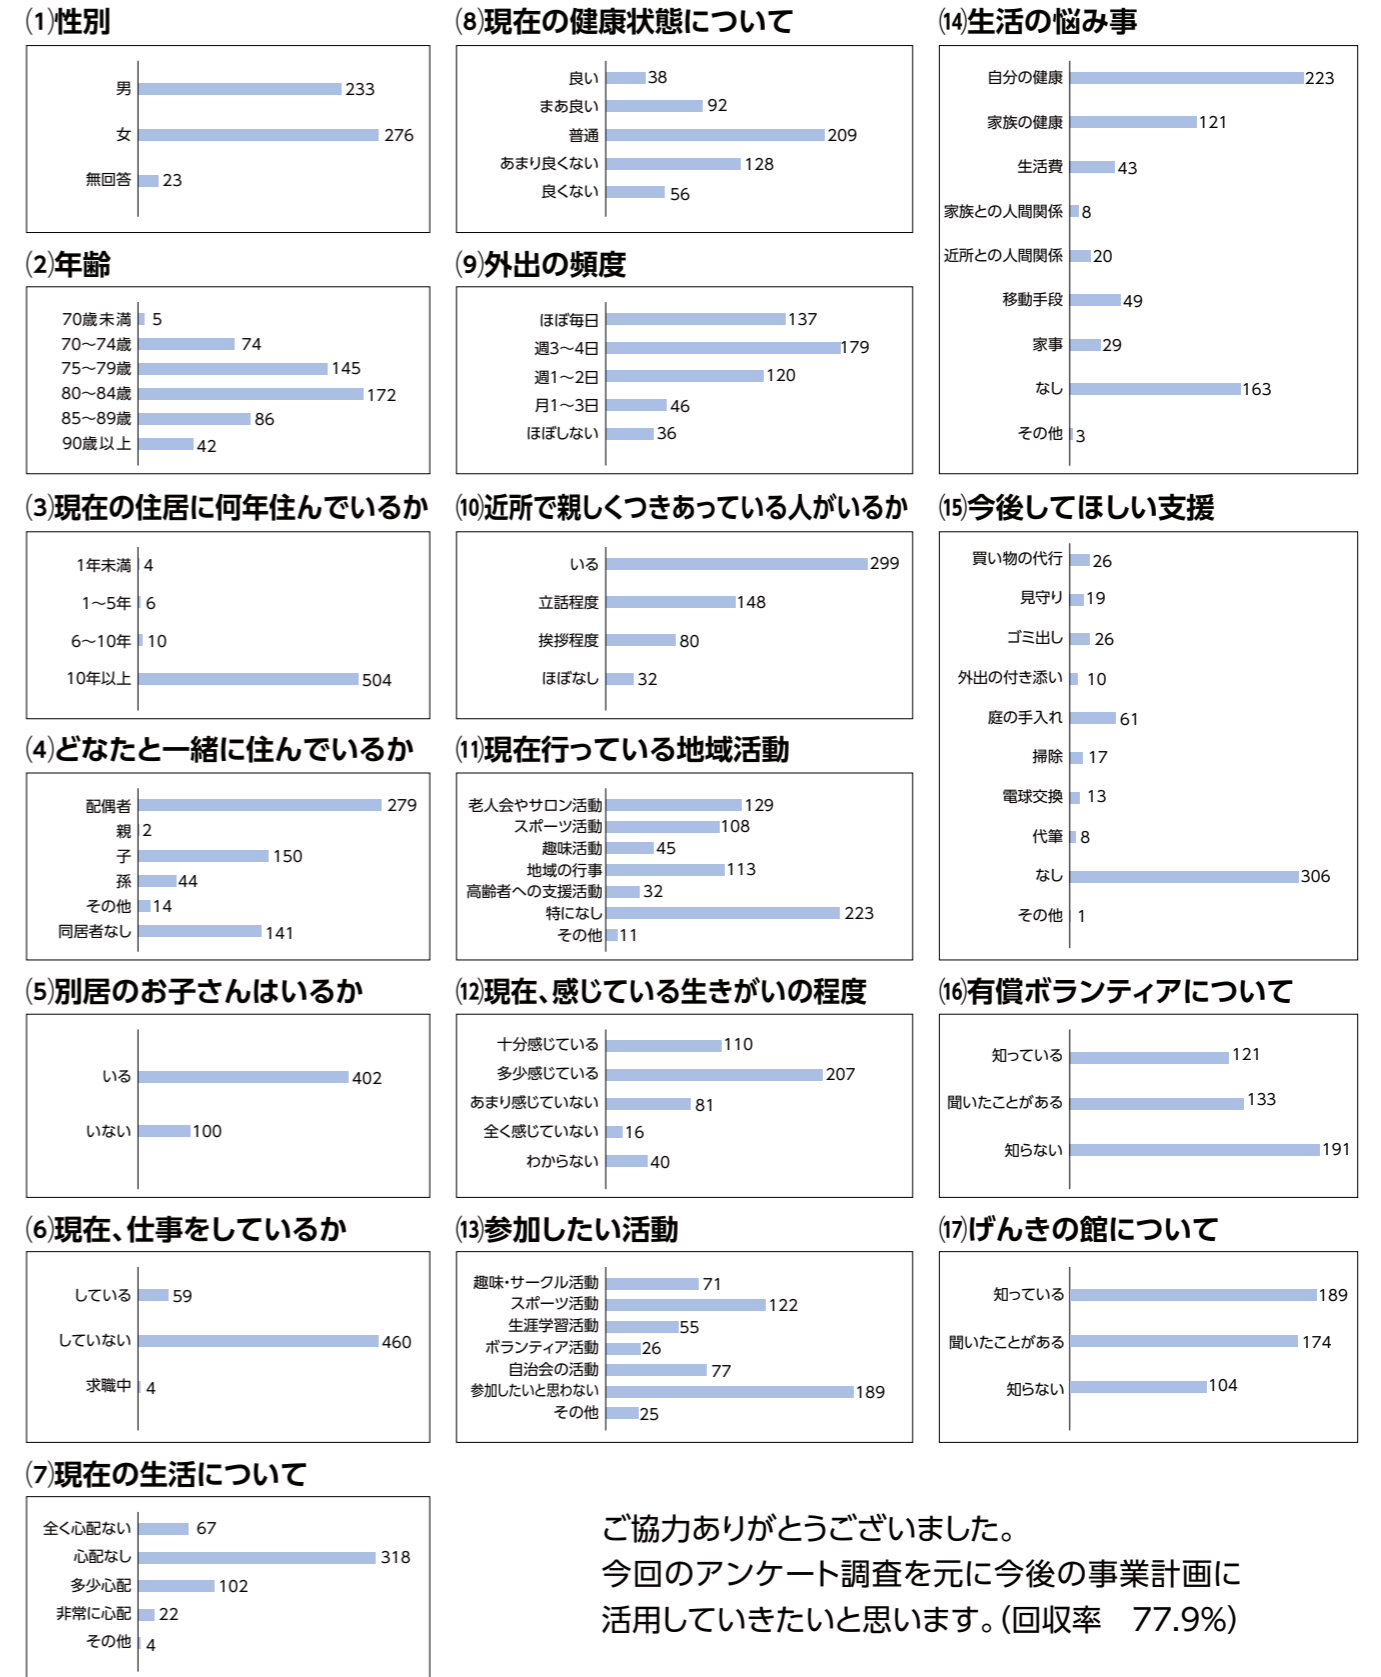 ⑴性別
男 233
女 276
無回答 23
⑵年齢
70歳未満 5
70〜74歳 74
75〜79歳 145
80〜84歳 172
85〜89歳 86
90歳以上 42
⑶現在の住居に何年住んでいるか
1年未満 4
1〜5年 6
6〜10年 10
10年以上 504
⑷どなたと一緒に住んでいるか
配偶者 279
親 2
子 150
孫 44
その他 14
同居者なし 141
⑸別居のお子さんはいるか
いる 402
いない 100
⑹現在、仕事をしているか
している 59
していない 460
求職中 4
⑺現在の生活について
全く心配ない 67
心配なし 318
多少心配 102
非常に心配 22
その他 4
⑻現在の健康状態について
良い 38
まあ良い 92
普通 209
あまり良くない 128
良くない 56
⑼外出の頻度
ほぼ毎日 137
週3〜4日 179
週1〜2日 120
月1〜3日 46
ほぼしない 36
⑽近所で親しくつきあっている人がいるか
いる 299
立話程度 148
挨拶程度 80
ほぼなし 32
⑾現在行っている地域活動
老人会やサロン活動 129
スポーツ活動 108
趣味活動 45
地域の行事 113
高齢者への支援活動 32
特になし 223
その他 11
⑿現在、感じている生きがいの程度
十分感じている 110
多少感じている 207
あまり感じていない 81
全く感じていない 16
わからない 40
⒀参加したい活動
趣味・サークル活動 71
スポーツ活動 122
生涯学習活動 55
ボランティア活動 26
自治会の活動 77
参加したいと思わない 189
その他 25
⒁生活の悩み事
自分の健康 223
家族の健康 121
生活費 43
家族との人間関係 8
近所との人間関係 20
移動手段 49
家事 29
なし 163
その他 3
⒂今後してほしい支援
買い物の代行 26
見守り 19
ゴミ出し 26
外出の付き添い 10
庭の手入れ 61
掃除 17
電球交換 13
代筆 8
なし 306
その他 1
⒃有償ボランティアについて
知っている 121
聞いたことがある 133
知らない 191
⒄げんきの館について
知っている 189
聞いたことがある 174
知らない 104
ご協力ありがとうございました。
今回のアンケート調査を元に今後の事業計画に
活用していきたいと思います。(回収率　77.9%)